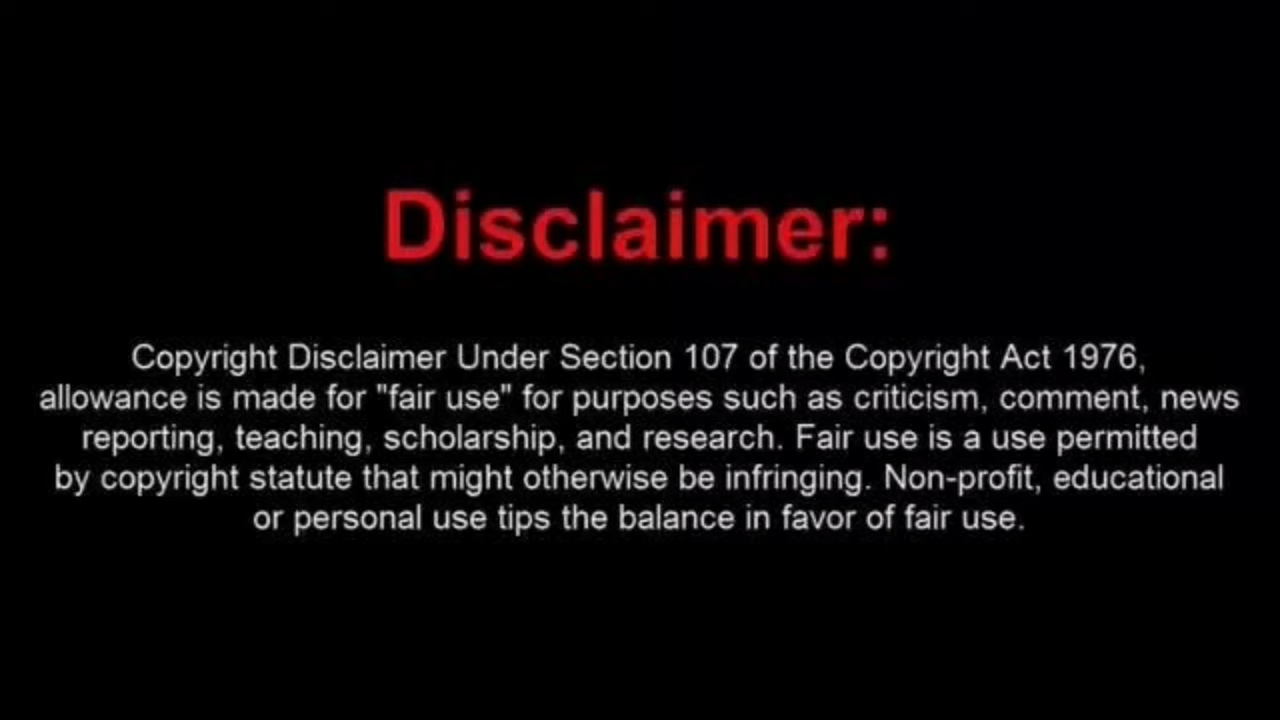 Disclaimer:
Copyright Disclaimer Under Section 107 of the Copyright Act 1976,
allowance is made for "fair use" for purposes such as criticism, comment, news
reporting, teaching, scholarship, and research. Fair use is a use permitted
by copyright statute that might otherwise be infringing. Non-profit, educational
or personal use tips the balance in favor of fair use.